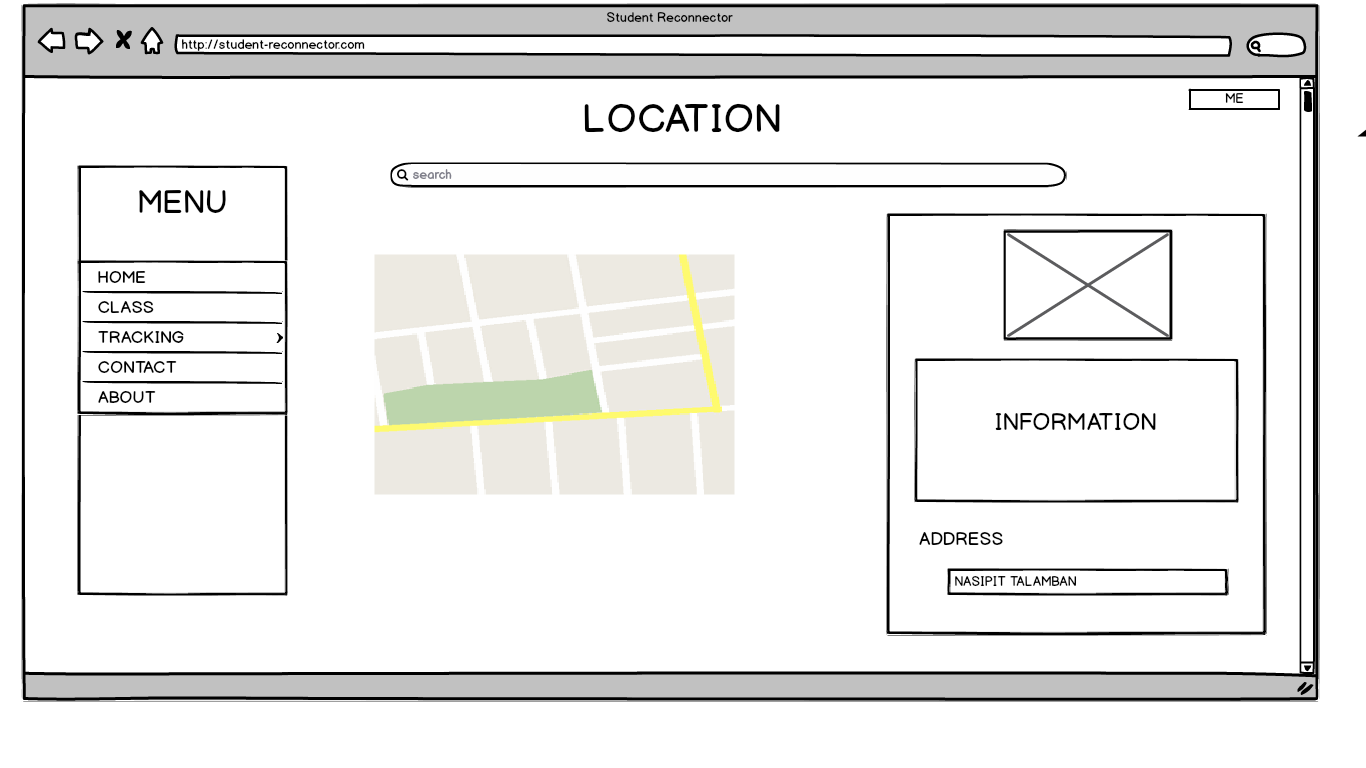 Student Reconnector
http://student-reconnector.com
ME
LOCATION
search
MENU
HOME
CLASS
TRACKING
CONTACT
ABOUT
INFORMATION
ADDRESS
NASIPIT TALAMBAN